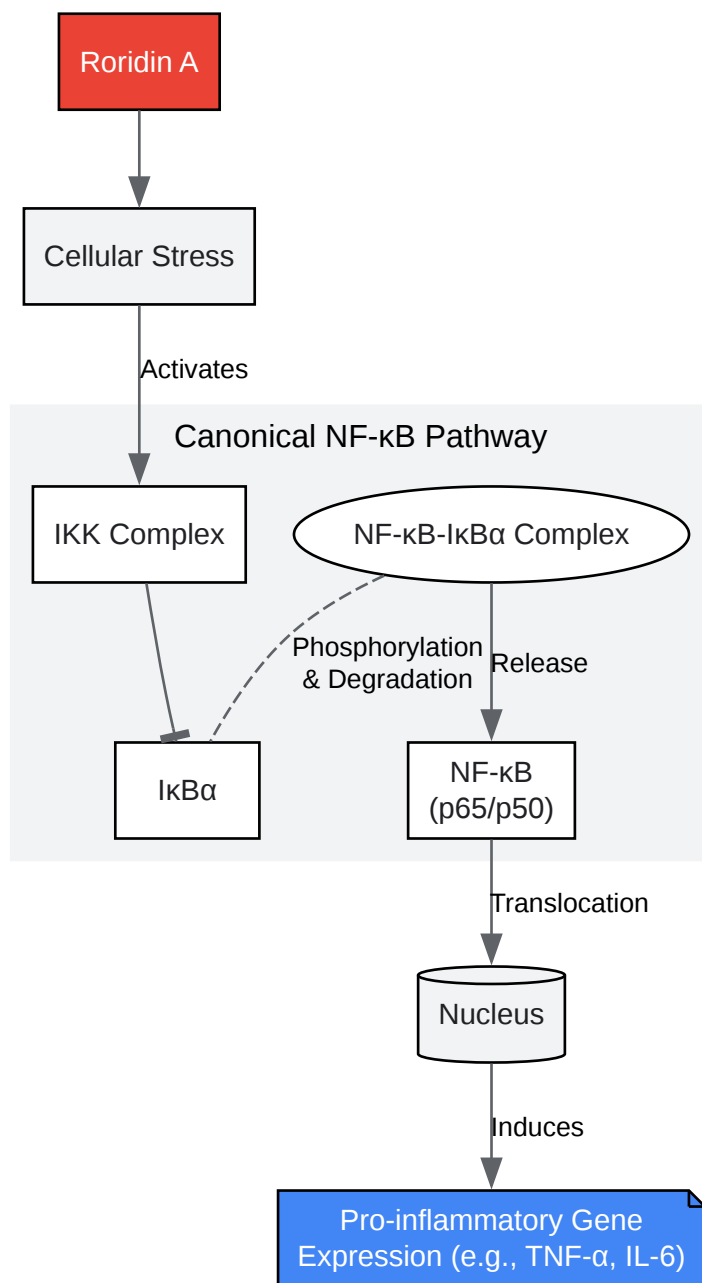 Roridin A
Cellular Stress
Activates
Canonical NF-κB Pathway
IKK Complex
NF-κB-IκBα Complex
Phosphorylation
& Degradation
Release
IκBα
NF-κB
(p65/p50)
Translocation
Nucleus
Induces
Pro-inflammatory Gene
Expression (e.g., TNF-α, IL-6)